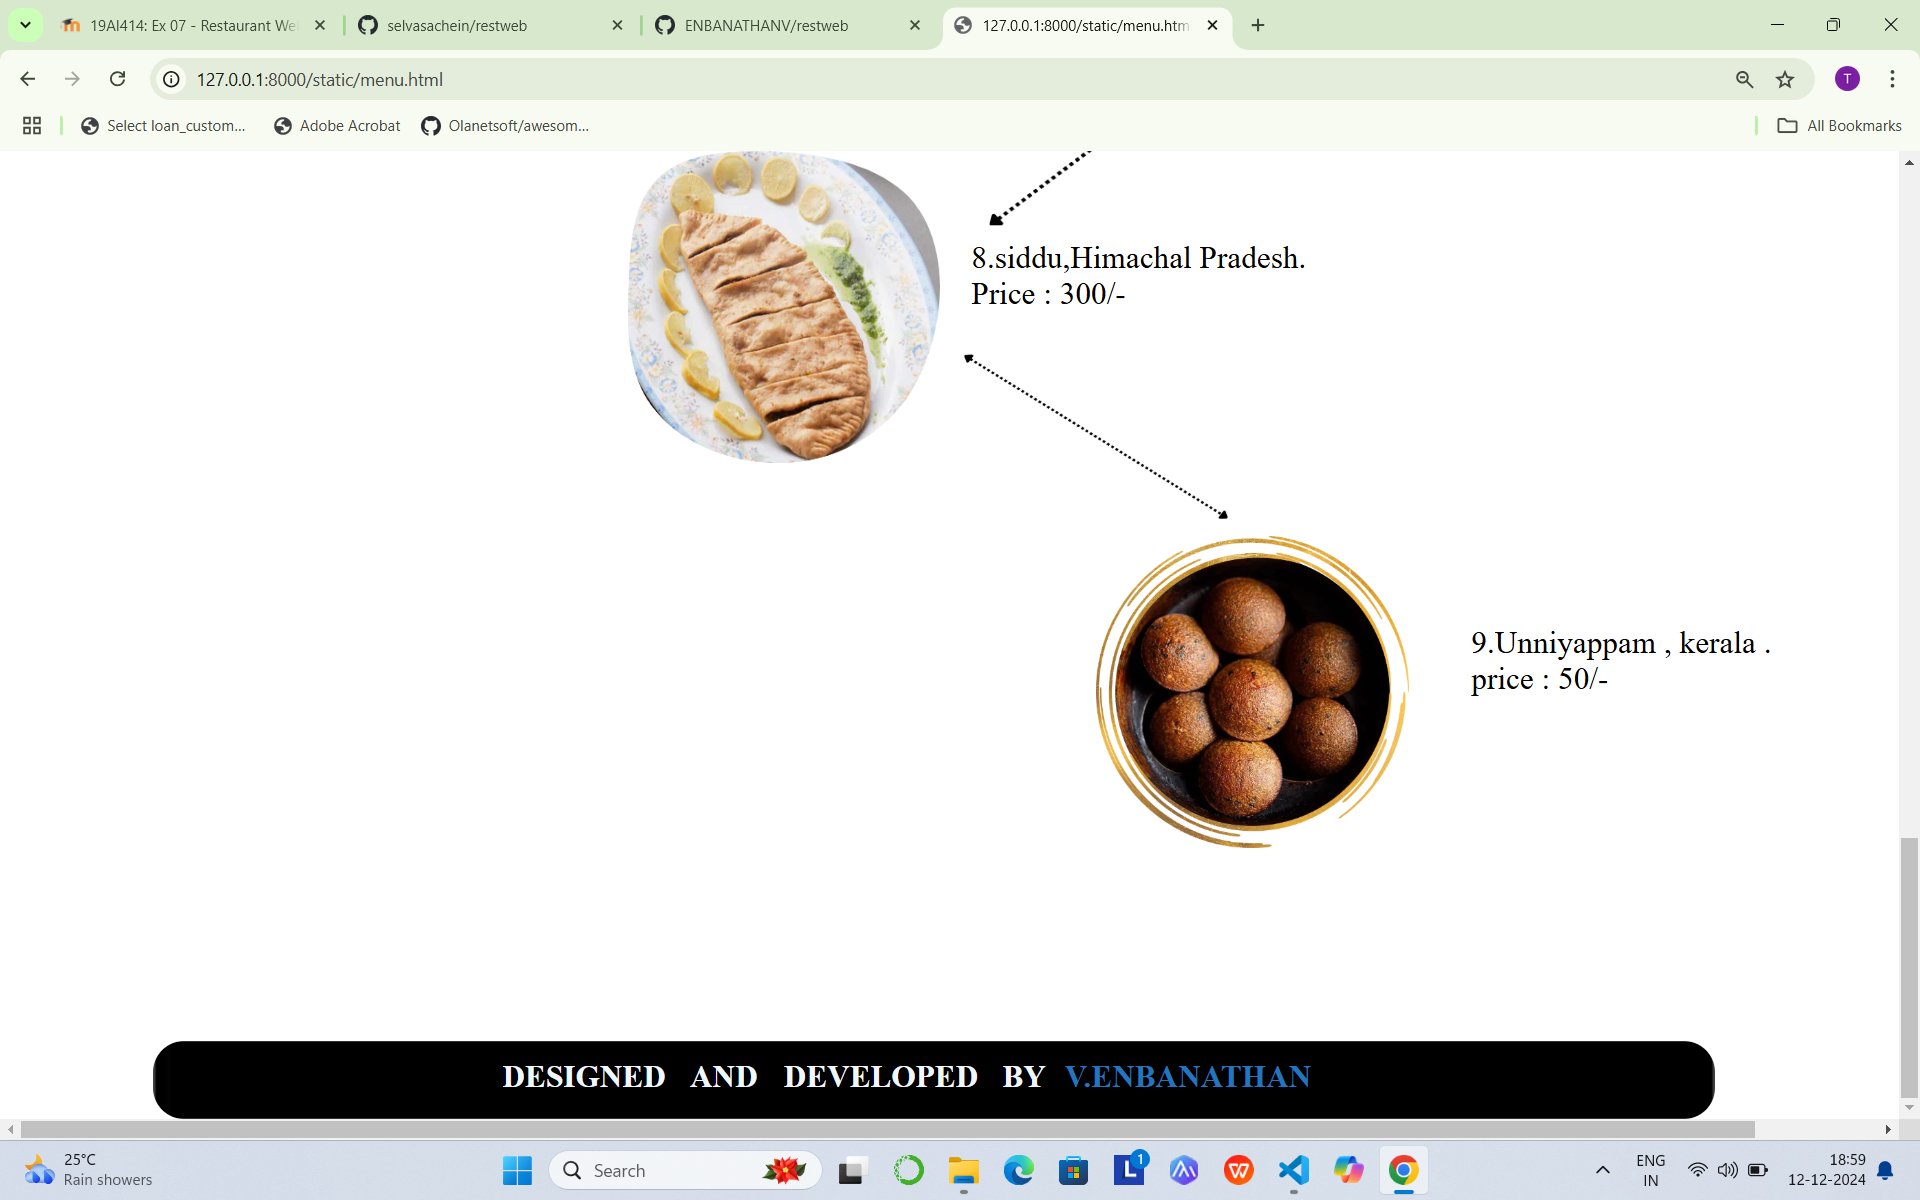 19AI414: Ex 07 - Restaurant We
selvasachein/restweb
ENBANATHANV/restweb
127.0.0.1:8000/static/menu.htm
127.0.0.1:8000/static/menu.html
T
Select loan_custom...
Adobe Acrobat
Olanetsoft/awesom...
All Bookmarks
8.siddu,Himachal Pradesh.
Price : 300/-
9.Unniyappam , kerala .
price : 50/-
DESIGNED AND DEVELOPED BY V.ENBANATHAN
25°C
Rain showers
Search
L
1
W
ENG
IN
18:59
12-12-2024